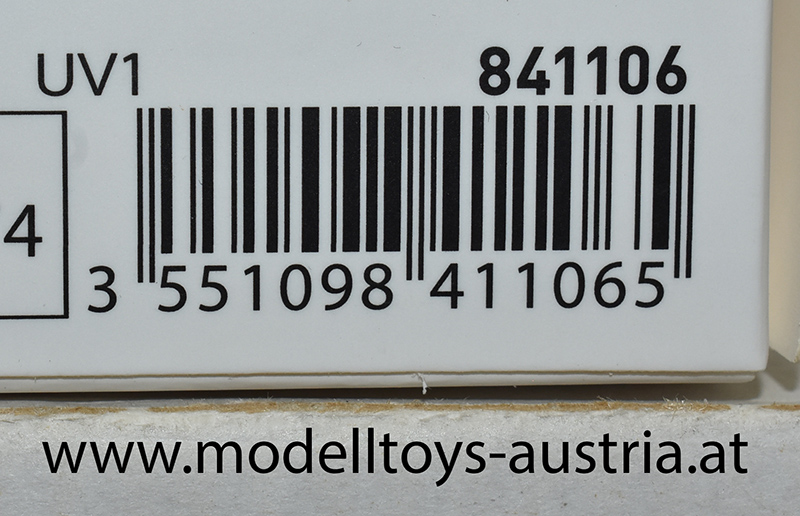 UV1 841106
4
3 551098 411065
www.modelltoys-austria.at